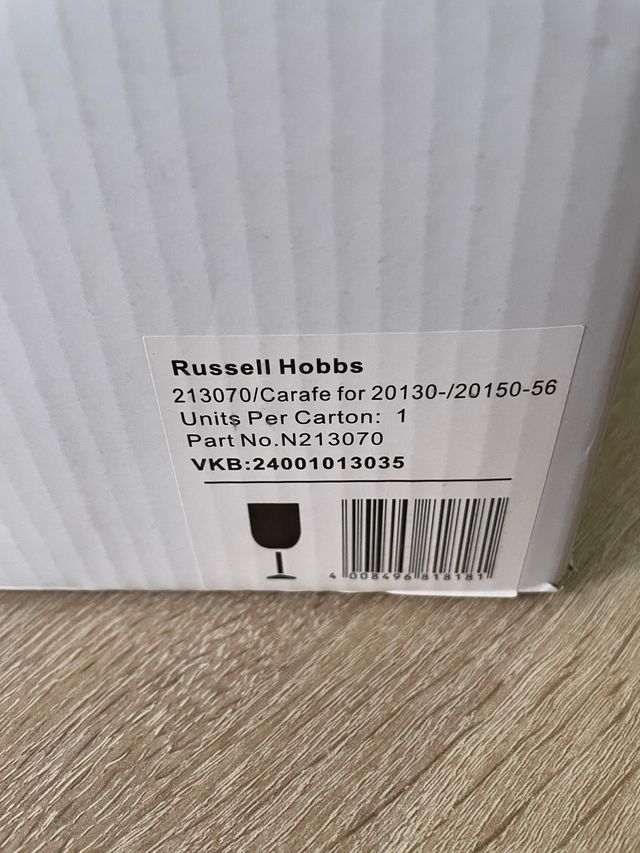 Russell Hobbs
213070/Carafe for 20130-/20150-56
Units Per Carton: 1
Part No.N213070
VKB:24001013035
4 008496 818181